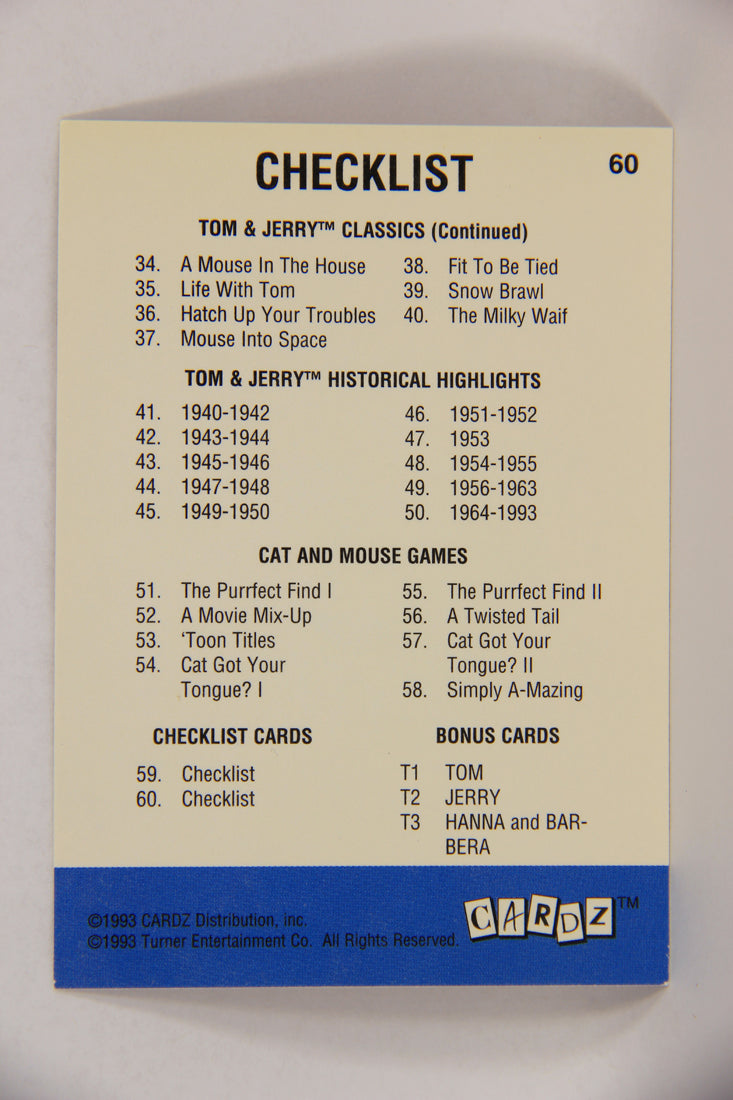 CHECKLIST
60
TOM & JERRY™ CLASSICS (Continued)
34. A Mouse In The House
35. Life With Tom
36. Hatch Up Your Troubles
37. Mouse Into Space
38. Fit To Be Tied
39. Snow Brawl
40. The Milky Waif
TOM & JERRY™ HISTORICAL HIGHLIGHTS
41. 1940-1942
42. 1943-1944
43. 1945-1946
44. 1947-1948
45. 1949-1950
46. 1951-1952
47. 1953
48. 1954-1955
49. 1956-1963
50. 1964-1993
CAT AND MOUSE GAMES
51. The Purrfect Find I
52. A Movie Mix-Up
53. ‘Toon Titles
54. Cat Got Your
Tongue? I
55. The Purrfect Find II
56. A Twisted Tail
57. Cat Got Your
Tongue? II
58. Simply A-Mazing
CHECKLIST CARDS
59. Checklist
60. Checklist
BONUS CARDS
T1 TOM
T2 JERRY
T3 HANNA and BAR-
BERA
©1993 CARDZ Distribution, inc.
©1993 Turner Entertainment Co. All Rights Reserved.
CARDZ™